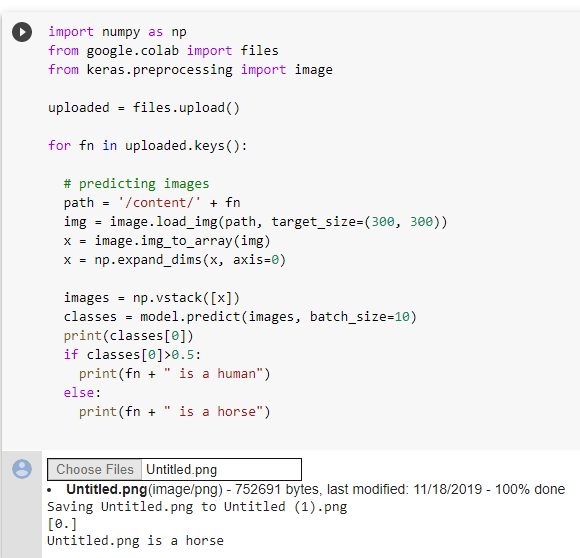 import numpy as np
from google.colab import files
from keras.preprocessing import image

uploaded = files.upload()

for fn in uploaded.keys():

  # predicting images
  path = '/content/' + fn
  img = image.load_img(path, target_size=(300, 300))
  x = image.img_to_array(img)
  x = np.expand_dims(x, axis=0)

  images = np.vstack([x])
  classes = model.predict(images, batch_size=10)
  print(classes[0])
  if classes[0]>0.5:
    print(fn + " is a human")
  else:
    print(fn + " is a horse")

Choose Files Untitled.png
• Untitled.png(image/png) - 752691 bytes, last modified: 11/18/2019 - 100% done
Saving Untitled.png to Untitled (1).png
[0.]
Untitled.png is a horse